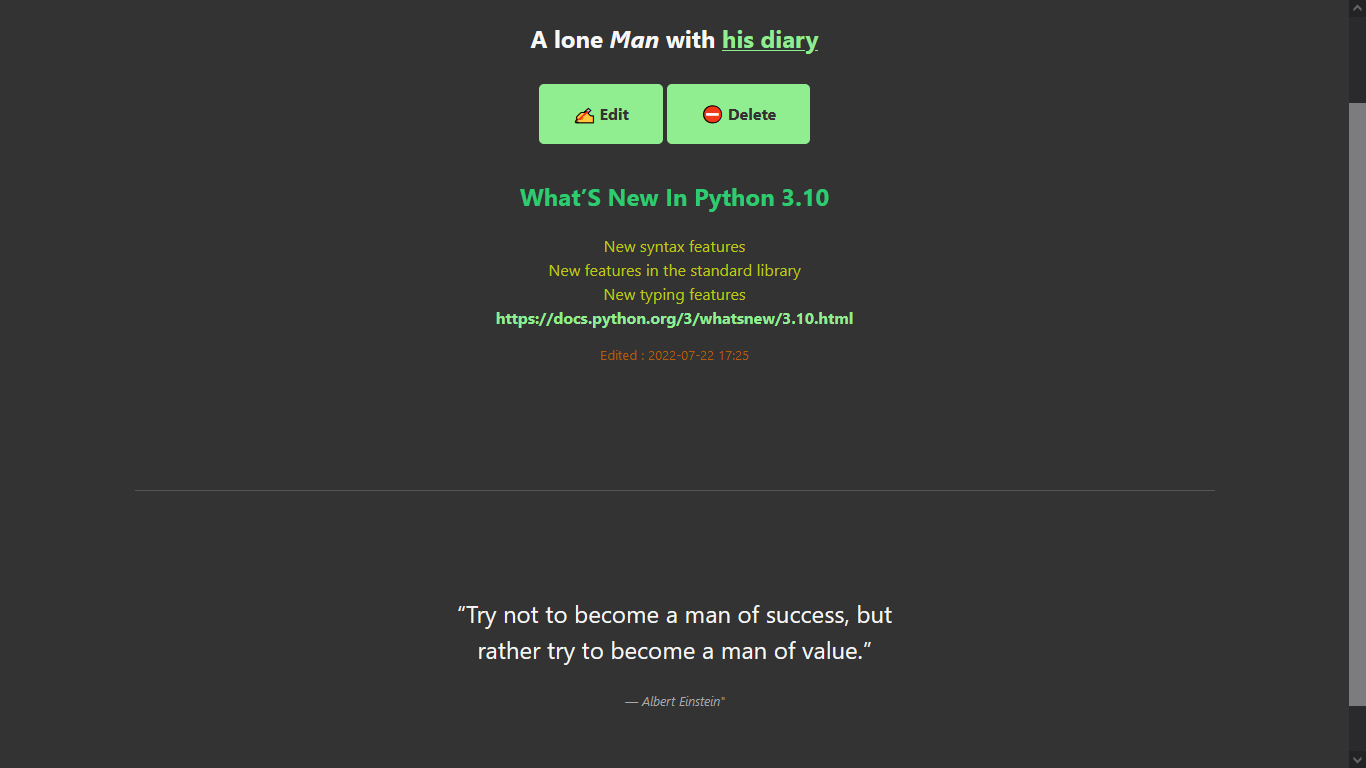 A lone Man with his diary
✍ Edit ⛔ Delete
What’S New In Python 3.10
New syntax features
New features in the standard library
New typing features
https://docs.python.org/3/whatsnew/3.10.html
Edited : 2022-07-22 17:25
“Try not to become a man of success, but
rather try to become a man of value.”
— Albert Einstein"